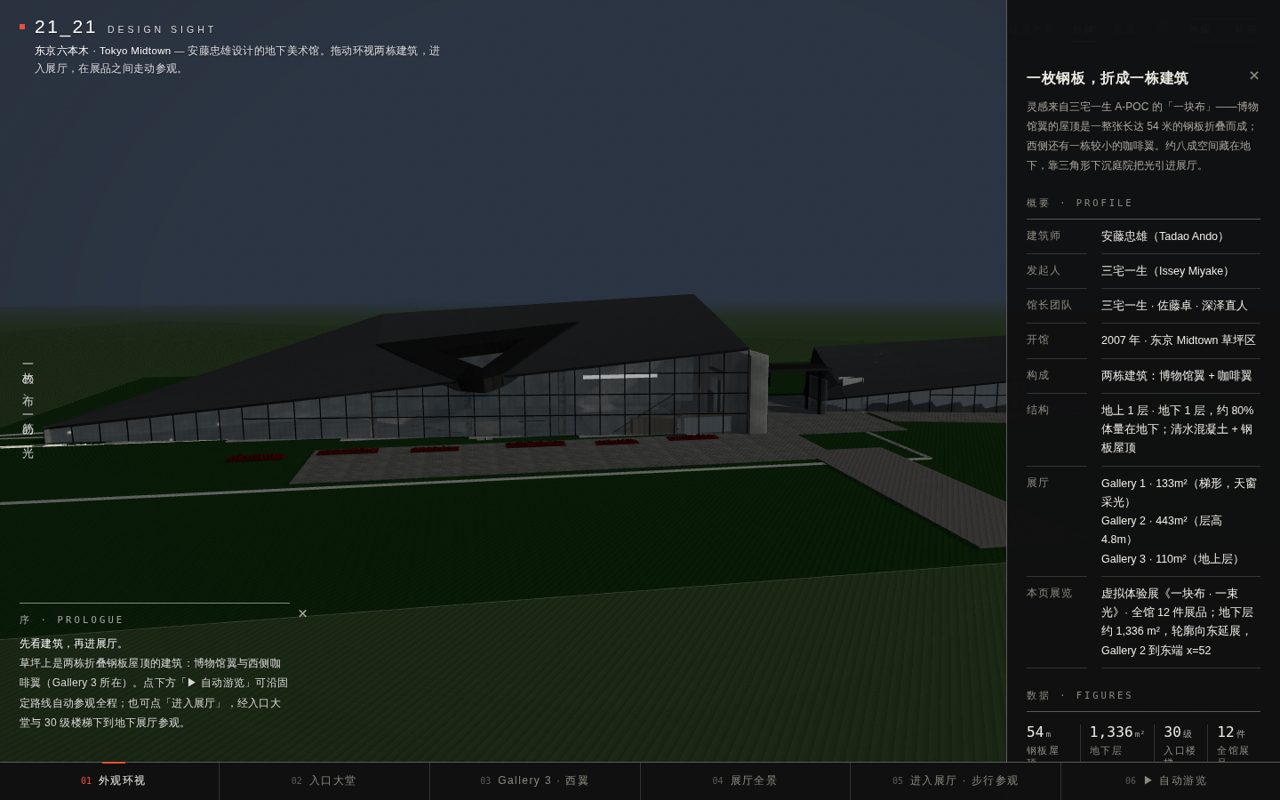 21_21 DESIGN SIGHT
东京六本木 · Tokyo Midtown — 安藤忠雄设计的地下美术馆。拖动环视两栋建筑，进
入展厅，在展品之间走动参观。
一枚の布、一筋の光
序 · PROLOGUE
×
先看建筑，再进展厅。
草坪上是两栋折叠钢板屋顶的建筑：博物馆翼与西侧咖
啡翼（Gallery 3 所在）。点下方「▶ 自动游览」可沿固
定路线自动参观全程；也可点「进入展厅」，经入口大
堂与 30 级楼梯下到地下展厅参观。
一枚钢板，折成一栋建筑
×
灵感来自三宅一生 A-POC 的「一块布」——博物
馆翼的屋顶是一整张长达 54 米的钢板折叠而成；
西侧还有一栋较小的咖啡翼。约八成空间藏在地
下，靠三角形下沉庭院把光引进展厅。
概要 · PROFILE
建筑师 安藤忠雄（Tadao Ando）
发起人 三宅一生（Issey Miyake）
馆长团队 三宅一生 · 佐藤卓 · 深泽直人
开馆 2007 年 · 东京 Midtown 草坪区
构成 两栋建筑：博物馆翼 + 咖啡翼
结构 地上 1 层 · 地下 1 层，约 80%
体量在地下；清水混凝土 + 钢
板屋顶
展厅 Gallery 1 · 133m²（梯形，天窗
采光）
Gallery 2 · 443m²（层高
4.8m）
Gallery 3 · 110m²（地上层）
本页展览 虚拟体验展《一块布 · 一束
光》· 全馆 12 件展品；地下层
约 1,336 m²，轮廓向东延展，
Gallery 2 到东端 x=52
数据 · FIGURES
54m 1,336m² 30级 12件
钢板屋 地下层 入口楼 全馆展
01 外观环视
02 入口大堂
03 Gallery 3 · 西翼
04 展厅全景
05 进入展厅 · 步行参观
06 ▶ 自动游览